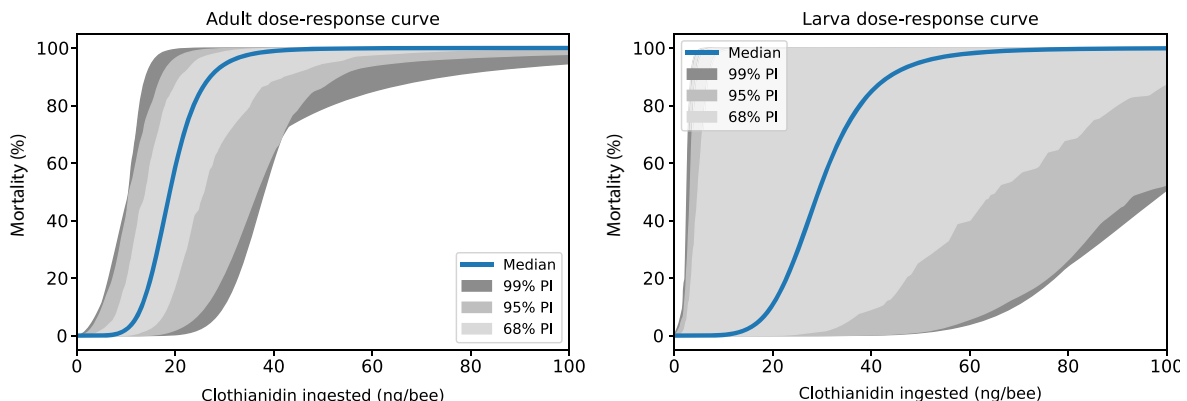 Adult dose-response curve
Mortality (%)
100
80
60
40
20
0
0 20 40 60 80 100
Clothianidin ingested (ng/bee)
Median
99% PI
95% PI
68% PI
Larva dose-response curve
Mortality (%)
100
80
60
40
20
0
0 20 40 60 80 100
Clothianidin ingested (ng/bee)
Median
99% PI
95% PI
68% PI